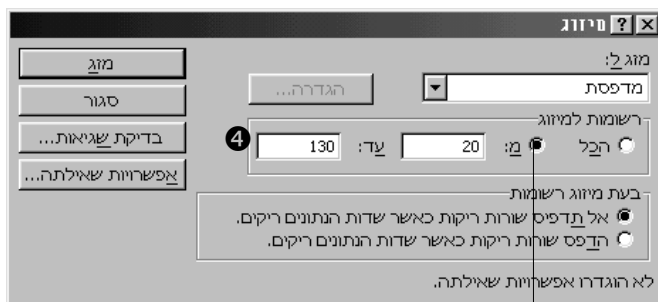 מיזוג
מזג ל:
מדפסת
הגדרה...
רשומות למיזוג
הכל מ: 20 עד: 130
4
בעת מיזוג רשומות
אל תדפיס שורות ריקות כאשר שדות הנתונים ריקים.
הדפס שורות ריקות כאשר שדות הנתונים ריקים.
לא הוגדרו אפשרויות שאילתה.
מזג
סגור
בדיקת שגיאות...
אפשרויות שאילתה...